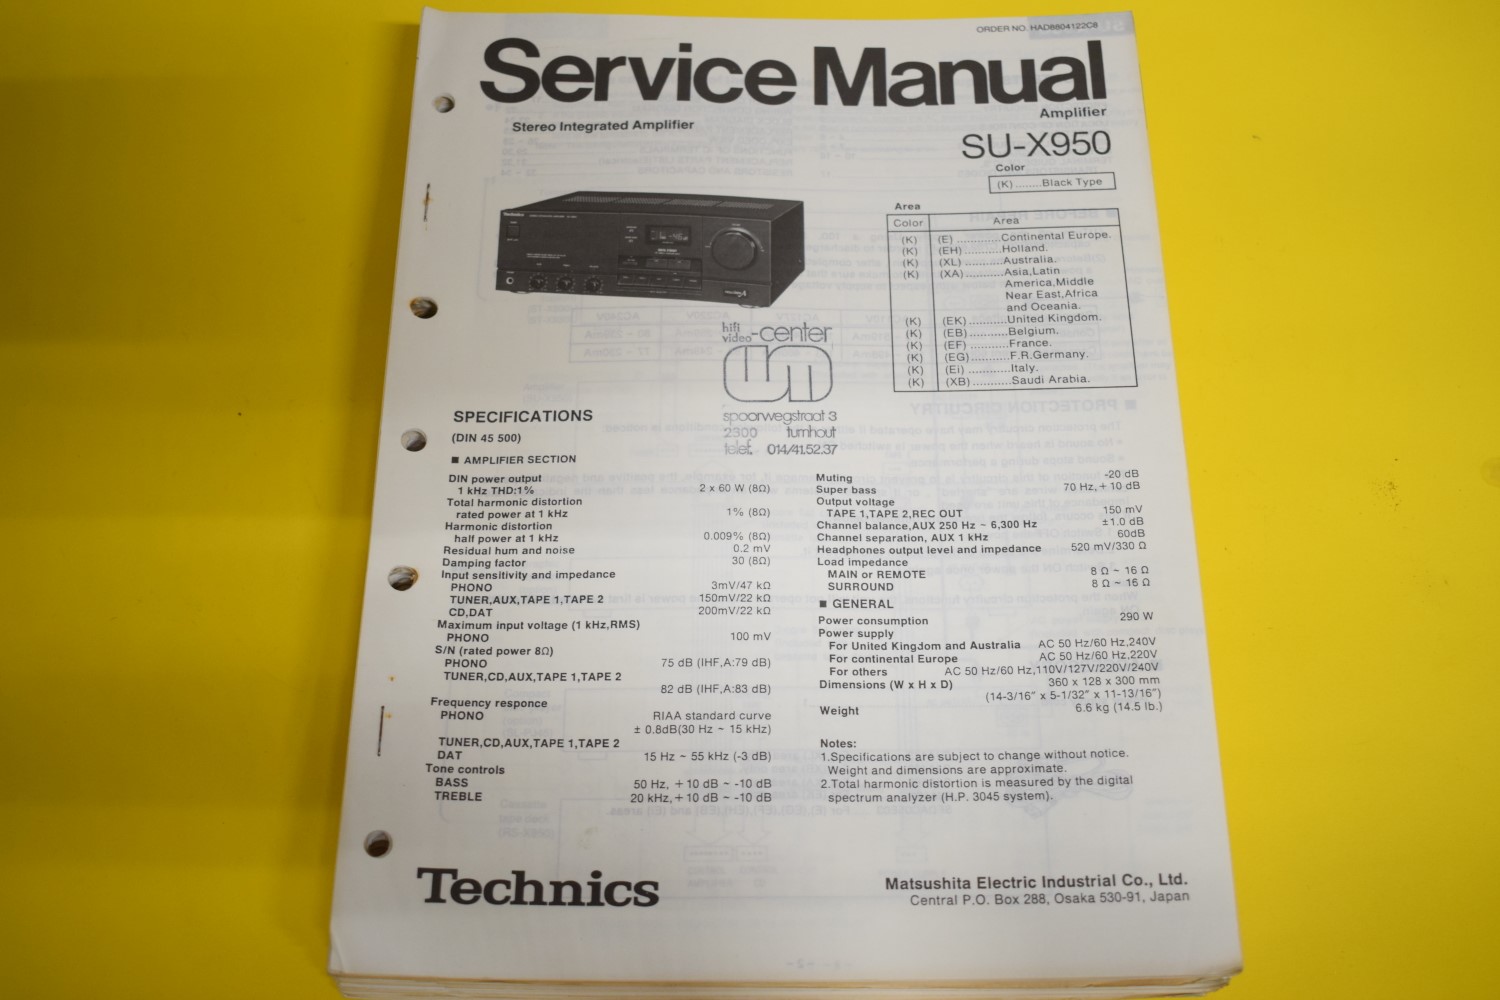 ORDER NO. HAD8804122C8
Service Manual
Amplifier
Stereo Integrated Amplifier
SU-X950
Color
(K) ........Black Type
Area
Color Area
(K) (E) ............Continental Europe.
(K) (EH) ..........Holland.
(K) (XL) ..........Australia.
(K) (XA) ..........Asia,Latin
America,Middle
Near East,Africa
and Oceania.
(K) (EK) ..........United Kingdom.
(K) (EB) ..........Belgium.
(K) (EF) ..........France.
(K) (EG) ..........F.R.Germany.
(K) (Ei) ...........Italy.
(K) (XB) ..........Saudi Arabia.
Technics
hifi
video -center
spoorwegstraat 3
2300 turnhout
telef. 014/41.52.37
SPECIFICATIONS
(DIN 45 500)
■ AMPLIFIER SECTION
DIN power output
1 kHz THD:1% 2 x 60 W (8Ω)
Total harmonic distortion
rated power at 1 kHz 1% (8Ω)
Harmonic distortion
half power at 1 kHz 0.009% (8Ω)
Residual hum and noise 0.2 mV
Damping factor 30 (8Ω)
Input sensitivity and impedance
PHONO 3mV/47 kΩ
TUNER,AUX,TAPE 1,TAPE 2 150mV/22 kΩ
CD,DAT 200mV/22 kΩ
Maximum input voltage (1 kHz,RMS)
PHONO 100 mV
S/N (rated power 8Ω)
PHONO 75 dB (IHF,A:79 dB)
TUNER,CD,AUX,TAPE 1,TAPE 2
82 dB (IHF,A:83 dB)
Frequency responce
PHONO RIAA standard curve
± 0.8dB(30 Hz ~ 15 kHz)
TUNER,CD,AUX,TAPE 1,TAPE 2
DAT 15 Hz ~ 55 kHz (-3 dB)
Tone controls
BASS 50 Hz, +10 dB ~ -10 dB
TREBLE 20 kHz, +10 dB ~ -10 dB
Muting -20 dB
Super bass 70 Hz, +10 dB
Output voltage
TAPE 1,TAPE 2,REC OUT 150 mV
Channel balance,AUX 250 Hz ~ 6,300 Hz ±1.0 dB
Channel separation, AUX 1 kHz 60dB
Headphones output level and impedance 520 mV/330 Ω
Load impedance
MAIN or REMOTE 8 Ω ~ 16 Ω
SURROUND 8 Ω ~ 16 Ω
■ GENERAL
Power consumption 290 W
Power supply
For United Kingdom and Australia AC 50 Hz/60 Hz,240V
For continental Europe AC 50 Hz/60 Hz,220V
For others AC 50 Hz/60 Hz,110V/127V/220V/240V
Dimensions (W x H x D) 360 x 128 x 300 mm
(14-3/16" x 5-1/32" x 11-13/16")
Weight 6.6 kg (14.5 lb.)
Notes:
1.Specifications are subject to change without notice.
Weight and dimensions are approximate.
2.Total harmonic distortion is measured by the digital
spectrum analyzer (H.P. 3045 system).
Technics
Matsushita Electric Industrial Co., Ltd.
Central P.O. Box 288, Osaka 530-91, Japan